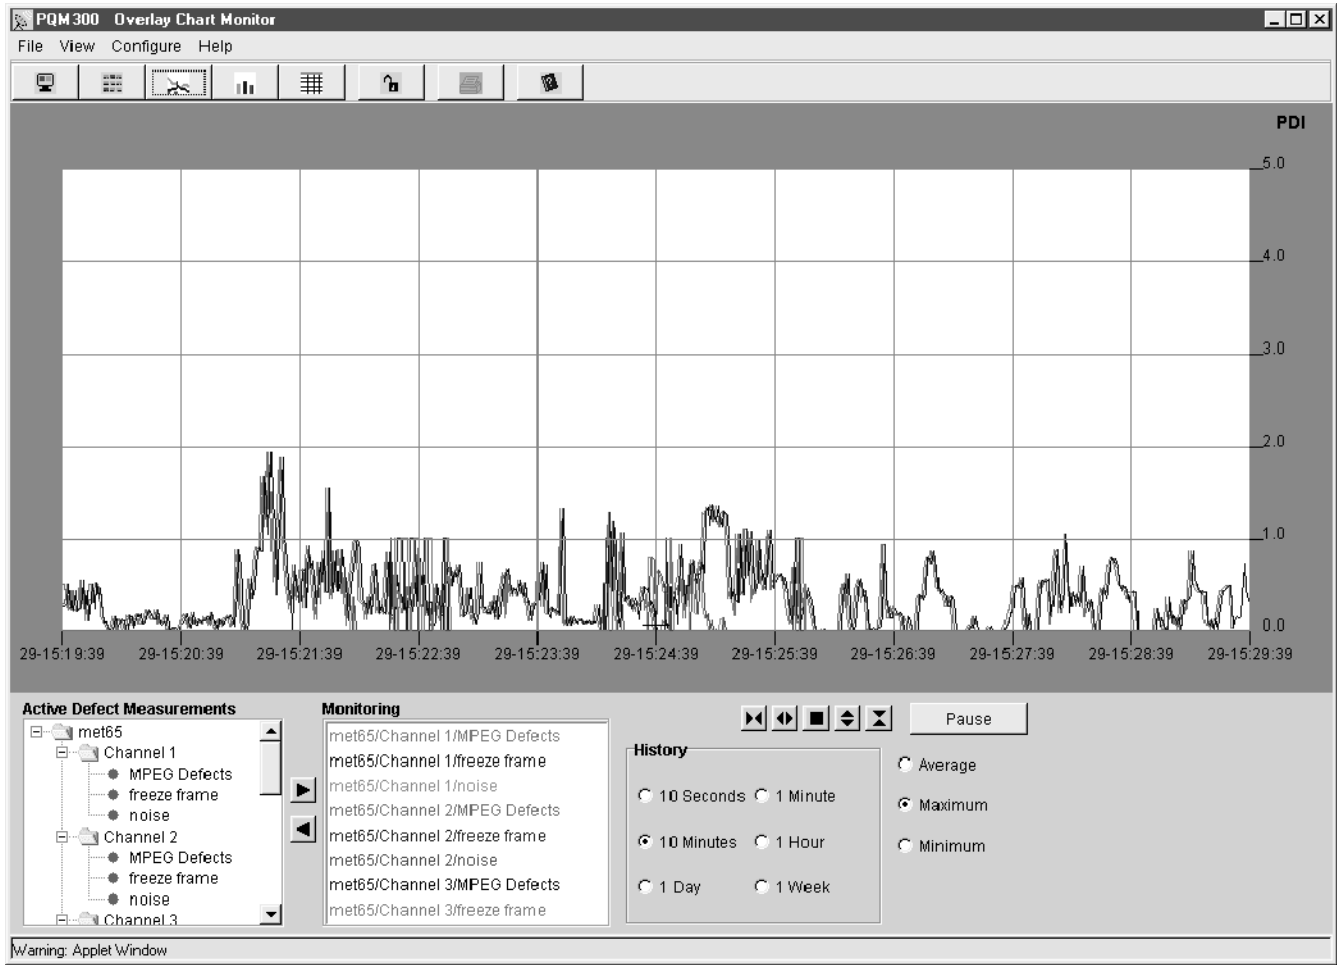 PQM300 Overlay Chart Monitor
File View Configure Help
PDI
5.0
4.0
3.0
2.0
1.0
0.0
29-15:19:39 29-15:20:39 29-15:21:39 29-15:22:39 29-15:23:39 29-15:24:39 29-15:25:39 29-15:26:39 29-15:27:39 29-15:28:39 29-15:29:39
Active Defect Measurements
met65
Channel 1
MPEG Defects
freeze frame
noise
Channel 2
MPEG Defects
freeze frame
noise
Channel 3
Monitoring
met65/Channel 1/MPEG Defects
met65/Channel 1/freeze frame
met65/Channel 1/noise
met65/Channel 2/MPEG Defects
met65/Channel 2/freeze frame
met65/Channel 2/noise
met65/Channel 3/MPEG Defects
met65/Channel 3/freeze frame
Pause
History
10 Seconds 1 Minute
10 Minutes 1 Hour
1 Day 1 Week
Average
Maximum
Minimum
Warning: Applet Window